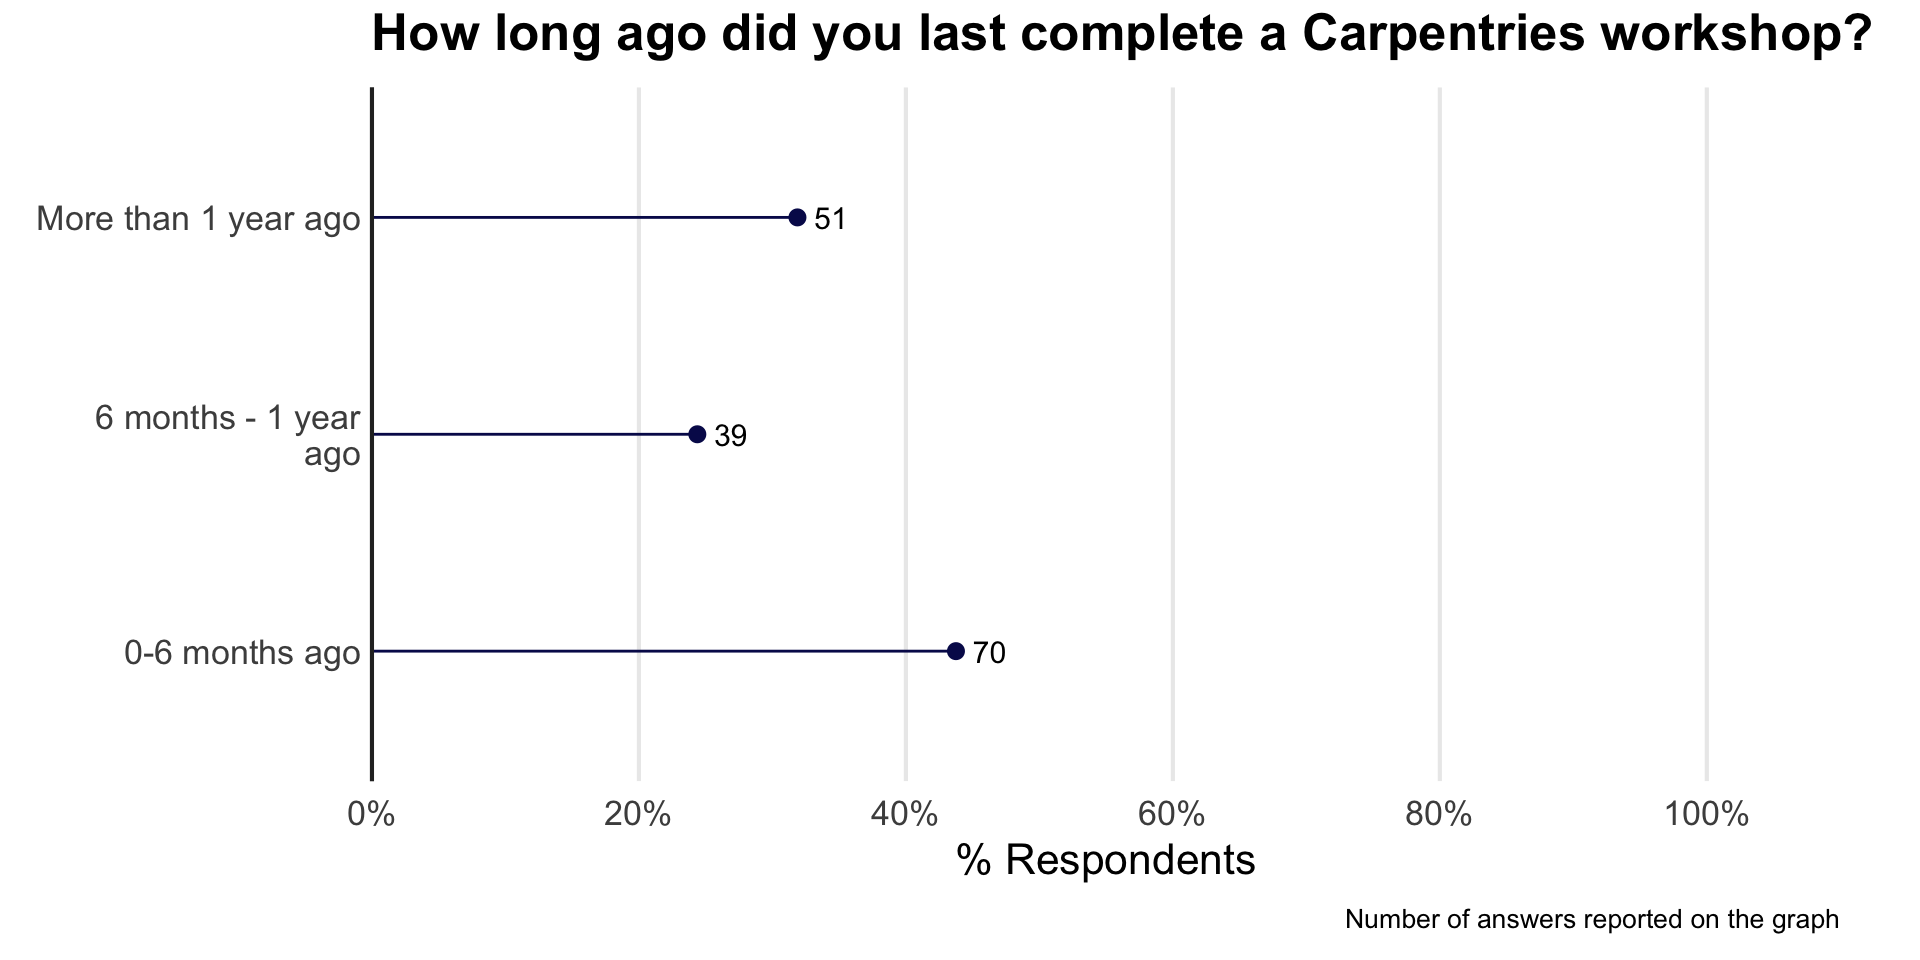 How long ago did you last complete a Carpentries workshop?
More than 1 year ago
51
6 months - 1 year
ago
39
0-6 months ago
70
0%
20%
40%
60%
80%
100%
% Respondents
Number of answers reported on the graph